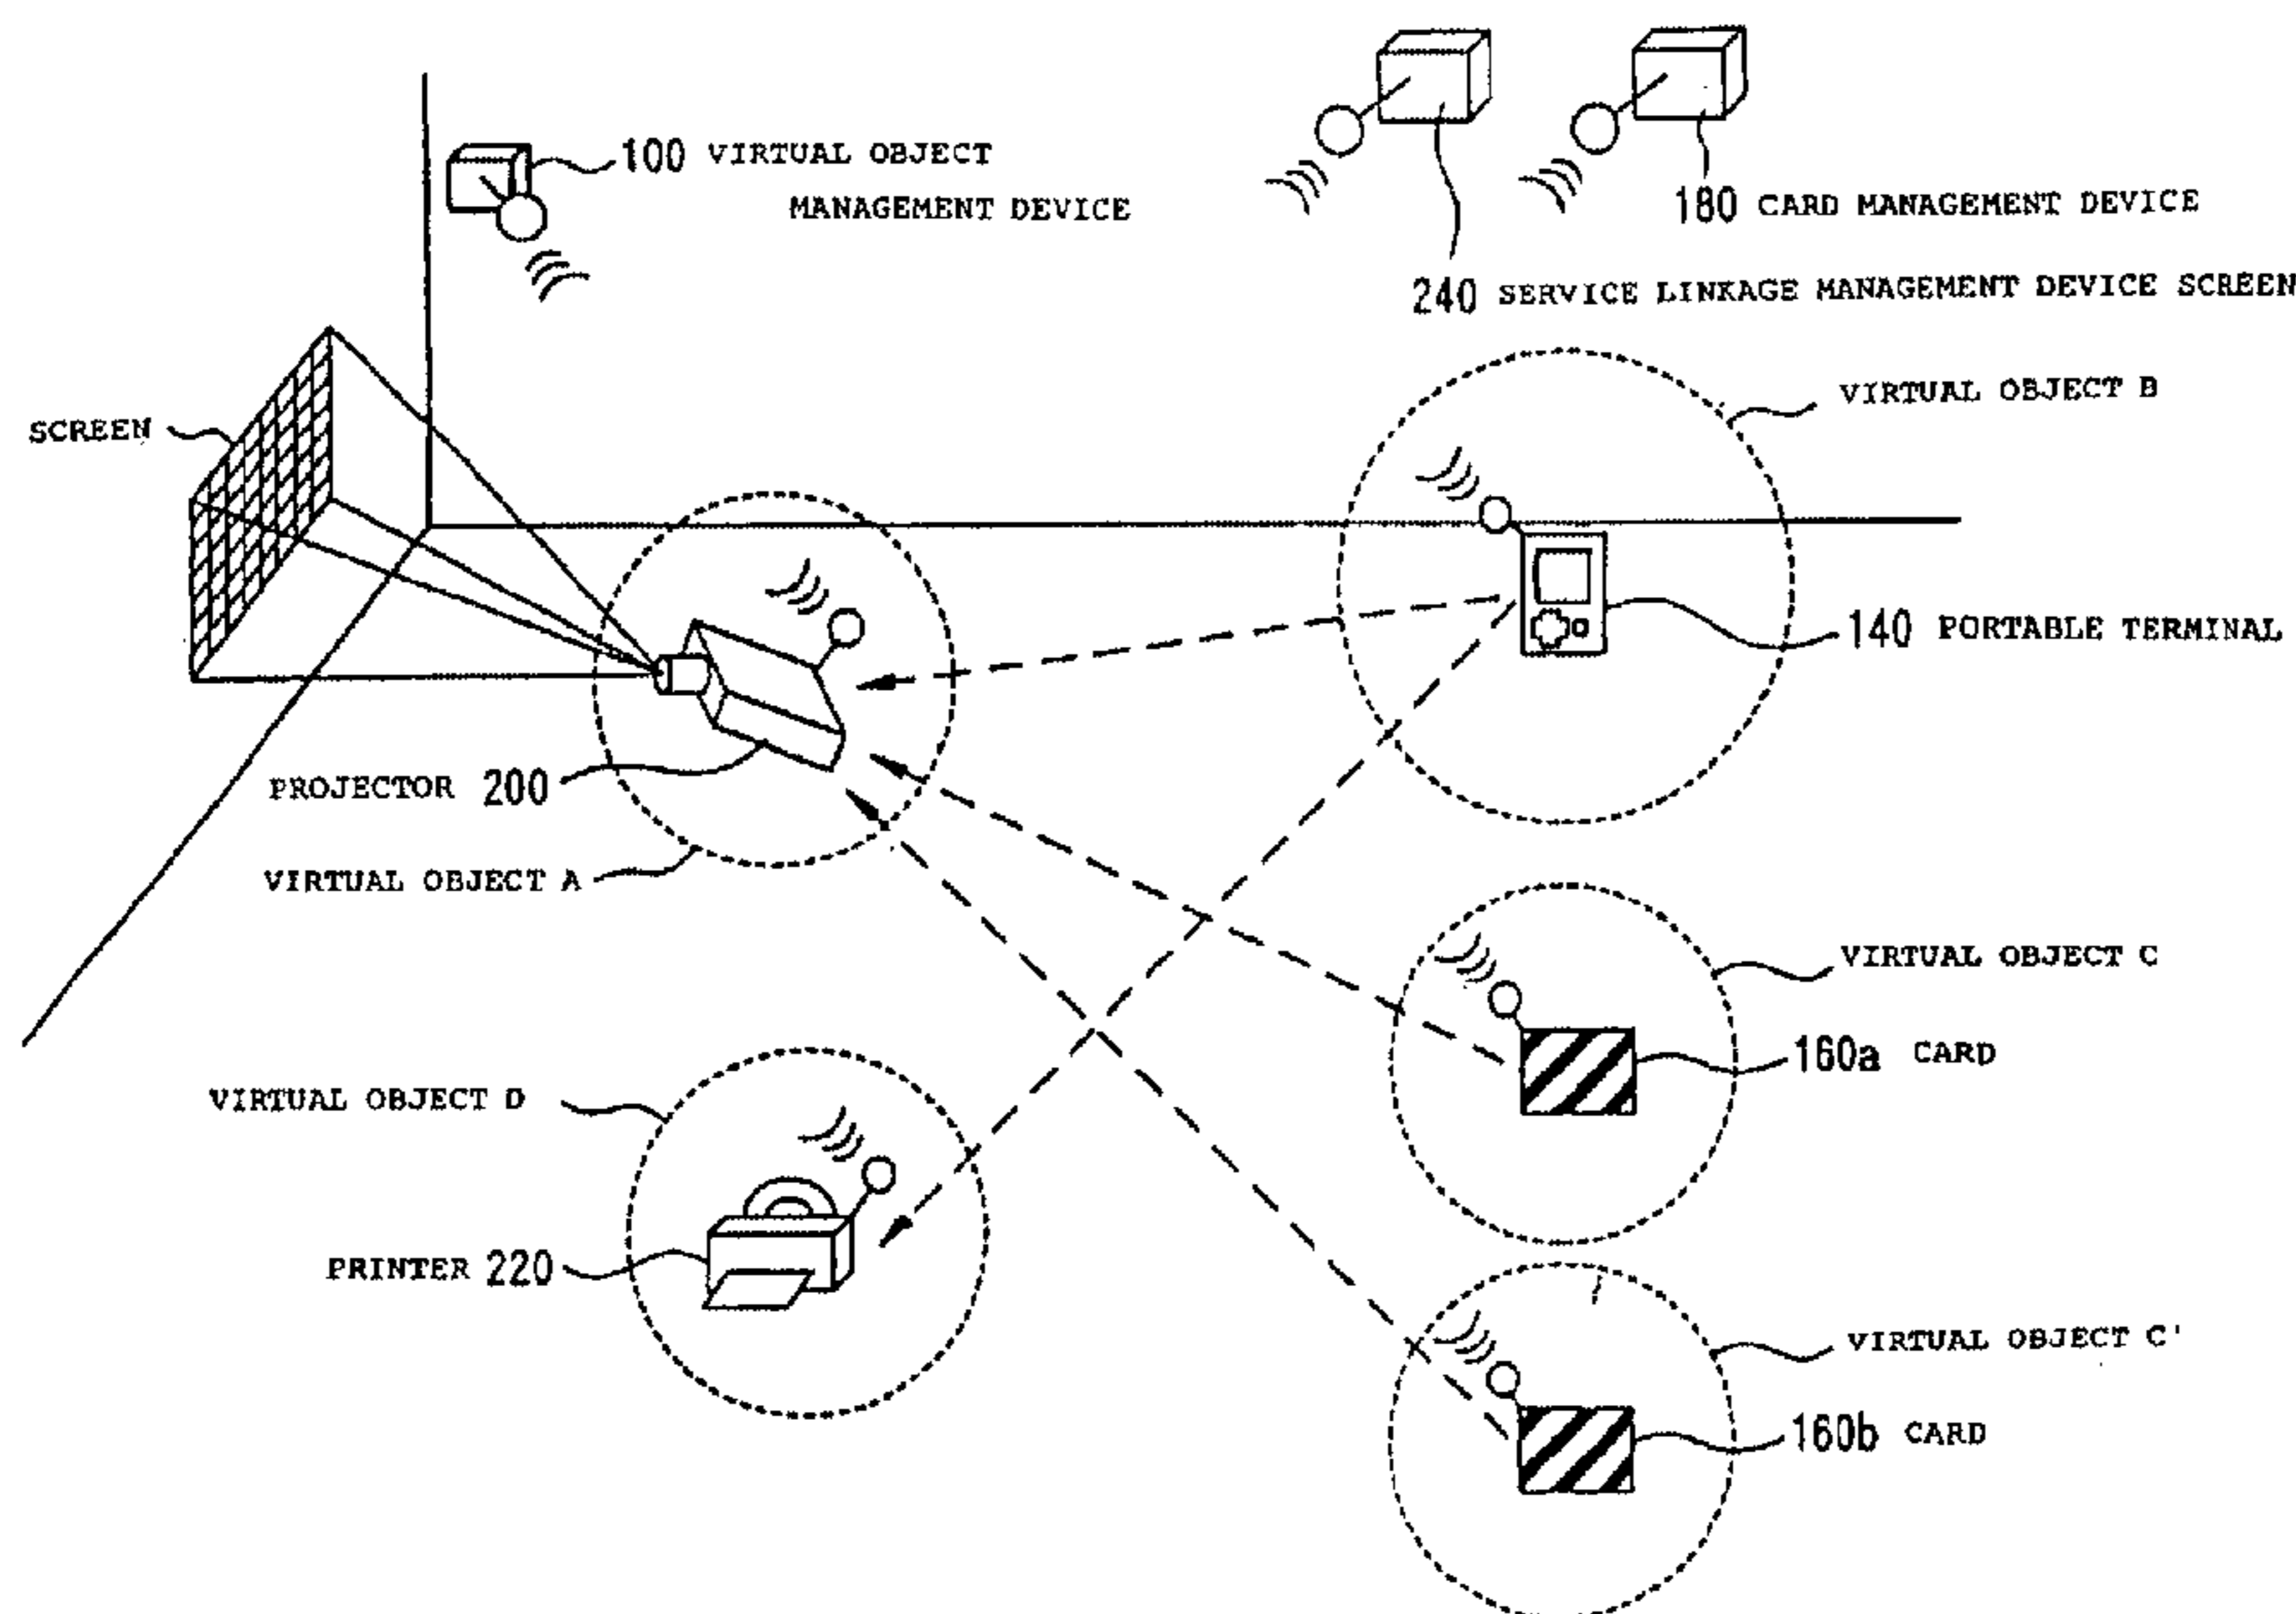 100 VIRTUAL OBJECT
MANAGEMENT DEVICE
180 CARD MANAGEMENT DEVICE
240 SERVICE LINKAGE MANAGEMENT DEVICE SCREEN
VIRTUAL OBJECT B
SCREEN
140 PORTABLE TERMINAL
PROJECTOR 200
VIRTUAL OBJECT A
VIRTUAL OBJECT C
160a CARD
VIRTUAL OBJECT D
PRINTER 220
VIRTUAL OBJECT C'
160b CARD